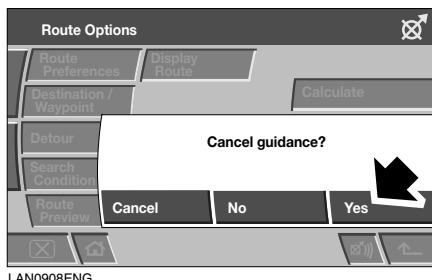 Route Options
Route
Preferences
Display
Route
Destination /
Waypoint
Calculate
Detour
Cancel guidance?
Search
Condition
Route
Preview
Cancel
No
Yes
LAN0908ENG